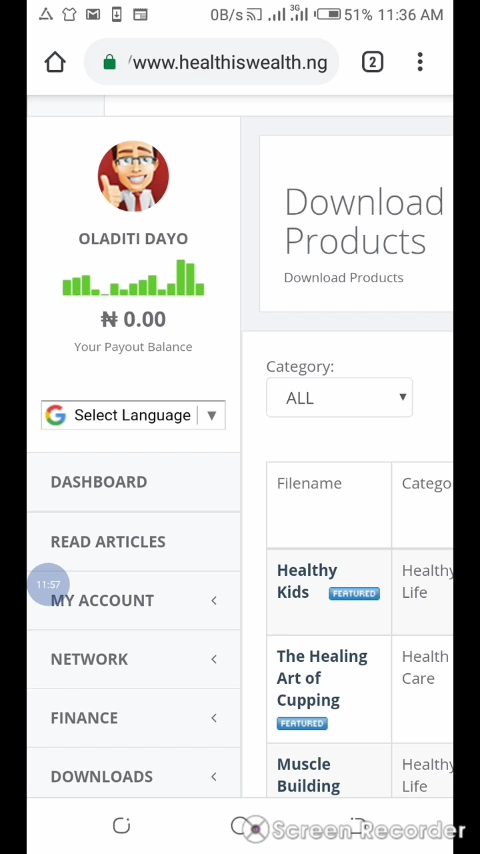 0B/s 3G 51% 11:36 AM
/www.healthiswealth.ng 2
OLADITI DAYO
₦ 0.00
Your Payout Balance
Select Language ▼
DASHBOARD
READ ARTICLES
11:57
MY ACCOUNT
NETWORK
FINANCE
DOWNLOADS
Download
Products
Download Products
Category:
ALL
Filename Catego
Healthy
Kids FEATURED
Healthy
Life
The Healing
Art of
Cupping
FEATURED
Health
Care
Muscle
Building
Healthy
Life
Screen Recorder